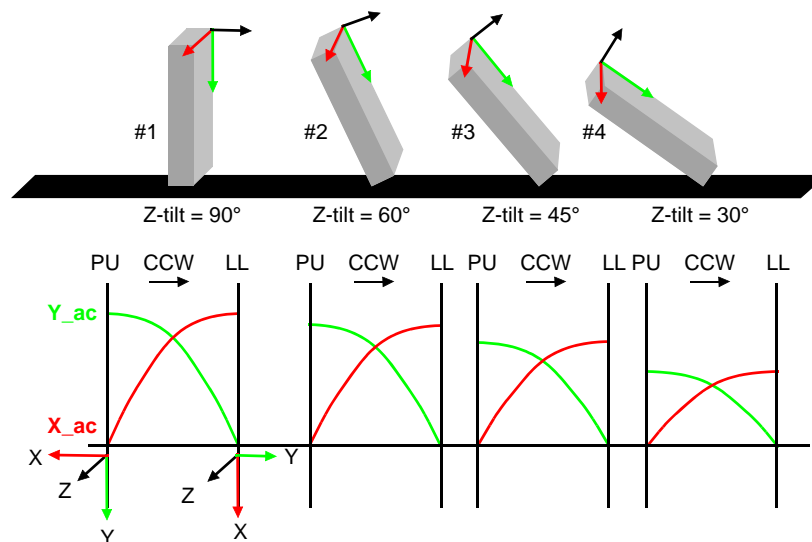 #1 #2 #3 #4
Z-tilt = 90° Z-tilt = 60° Z-tilt = 45° Z-tilt = 30°
PU CCW LL PU CCW LL PU CCW LL PU CCW LL
Y_ac
X_ac
X Y
Z Z
Y X